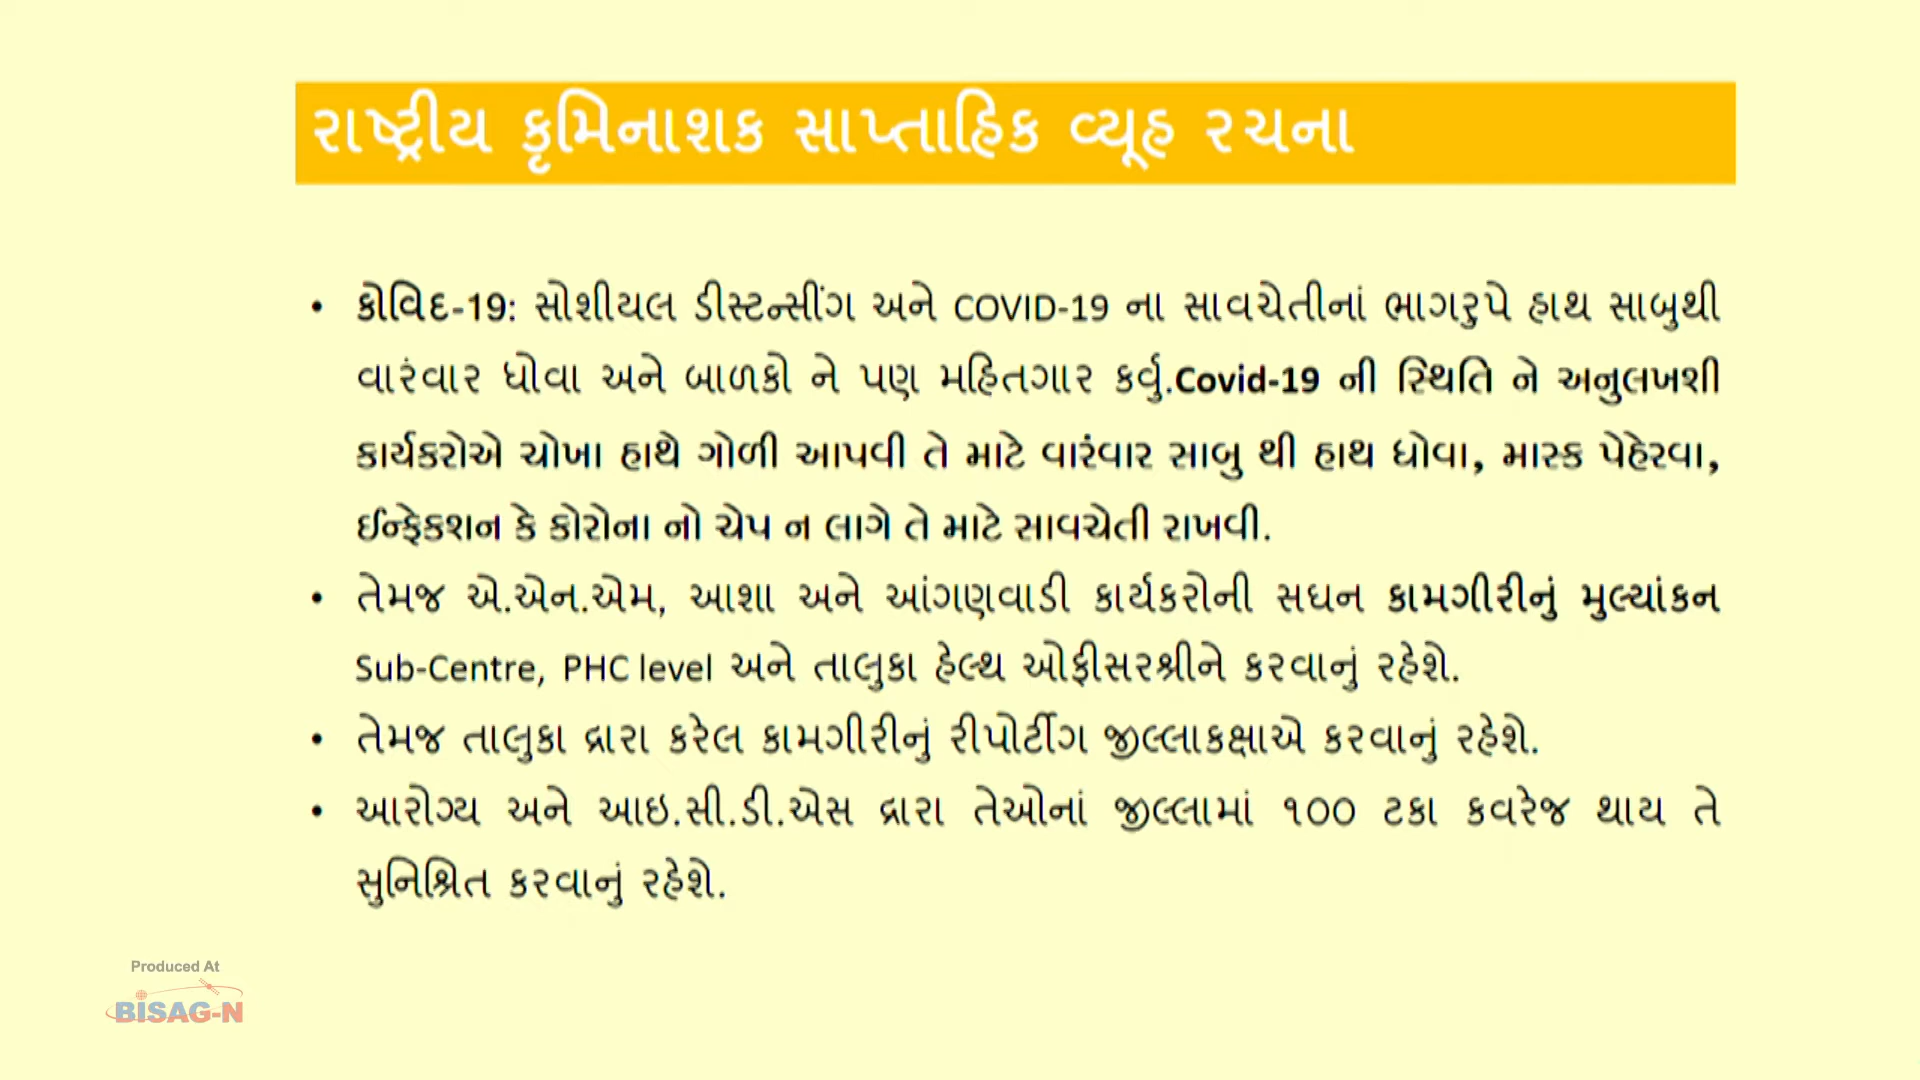 રાષ્ટ્રીય કૃમિનાશક સાપ્તાહિક વ્યૂહ રચના
• કોવિદ-19: સોશીયલ ડીસ્ટન્સીંગ અને COVID-19 ના સાવચેતીનાં ભાગરુપે હાથ સાબુથી
વારંવાર ધોવા અને બાળકો ને પણ મહિતગાર કર્વું.Covid-19 ની સ્થિતિ ને અનુલખશી
કાર્યકરોએ ચોખા હાથે ગોળી આપવી તે માટે વારંવાર સાબુ થી હાથ ધોવા, માસ્ક પેહેરવા,
ઈન્ફેકશન કે કોરોના નો ચેપ ન લાગે તે માટે સાવચેતી રાખવી.
• તેમજ એ.એન.એમ, આશા અને આંગણવાડી કાર્યકરોની સઘન કામગીરીનું મુલ્યાંકન
Sub-Centre, PHC level અને તાલુકા હેલ્થ ઓફીસરશ્રીને કરવાનું રહેશે.
• તેમજ તાલુકા દ્રારા કરેલ કામગીરીનું રીપોર્ટીંગ જીલ્લાકક્ષાએ કરવાનું રહેશે.
• આરોગ્ય અને આઇ.સી.ડી.એસ દ્રારા તેઓનાં જીલ્લામાં ૧૦૦ ટકા કવરેજ થાય તે
સુનિશ્રિત કરવાનું રહેશે.
Produced At
BISAG-N